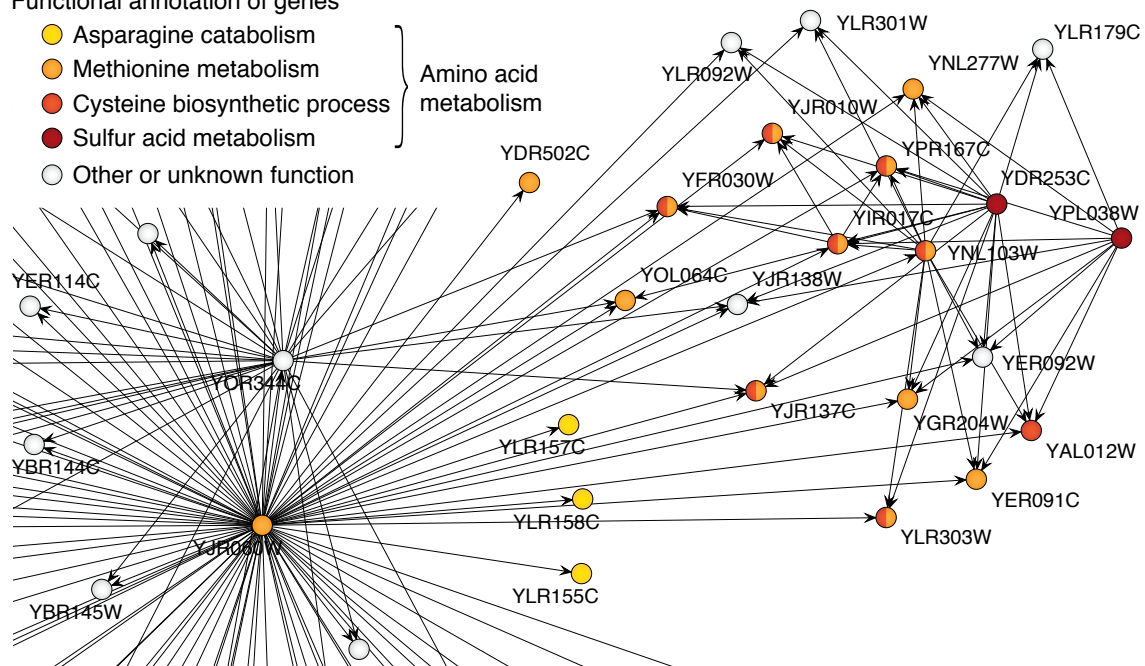 Functional annotation of genes
Asparagine catabolism
Methionine metabolism
Cysteine biosynthetic process
Sulfur acid metabolism
Amino acid
metabolism
Other or unknown function
YLR301W
YLR179C
YLR092W
YNL277W
YJR010W
YDR502C
YPR167C
YFR030W
YDR253C
YPL038W
YIR017C
YNL103W
YER114C
YOL064C
YJR138W
YER092W
YOR344C
YJR137C
YGR204W
YLR157C
YAL012W
YBR144C
YER091C
YLR158C
YLR303W
YJR060W
YLR155C
YBR145W